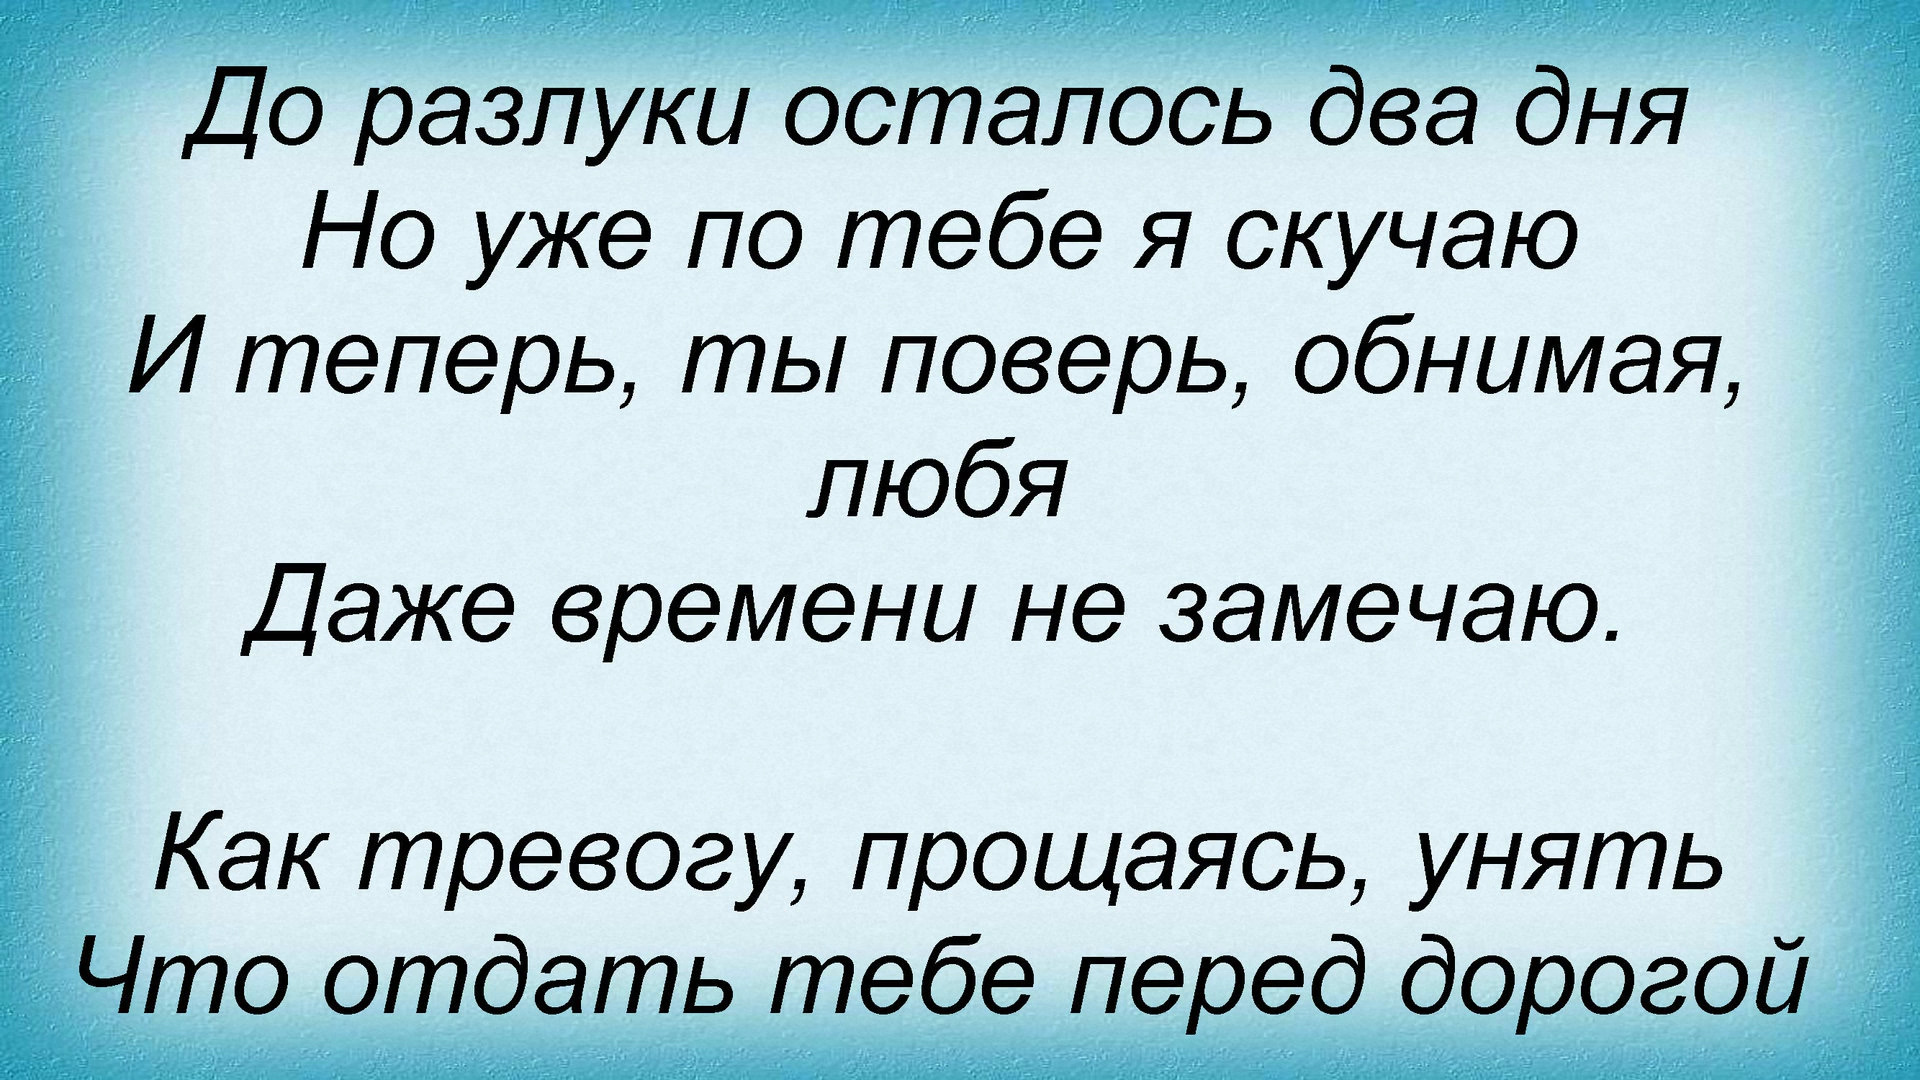 До разлуки осталось два дня
Но уже по тебе я скучаю
И теперь, ты поверь, обнимая,
любя
Даже времени не замечаю.
Как тревогу, прощаясь, унять
Что отдать тебе перед дорогой